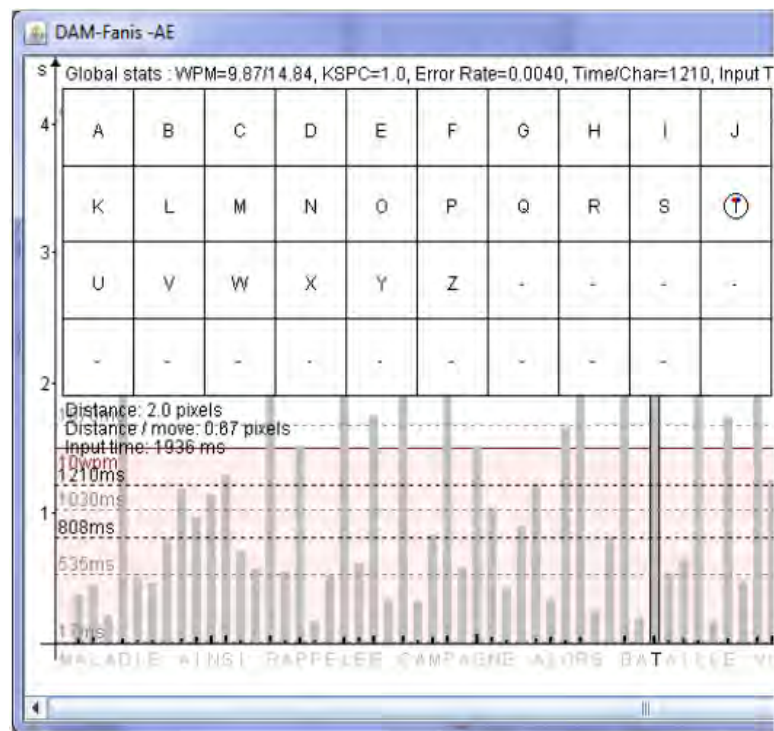 DAM-Fanis -AE
s Global stats : WPM=9.87/14.84, KSPC=1.0, Error Rate=0.0040, Time/Char=1210, Input T
4
A B C D E F G H I J
K L M N O P Q R S T
3
U V W X Y Z - - - -
- - - - - - - - -
2
Distance: 2.0 pixels
Distance / move: 0.67 pixels
Input time: 1936 ms
10wpm
1210ms
1030ms
1
808ms
535ms
17ms
MALADIE AINSI RAPPELEE CAMPAGNE ALORS BATAILLE